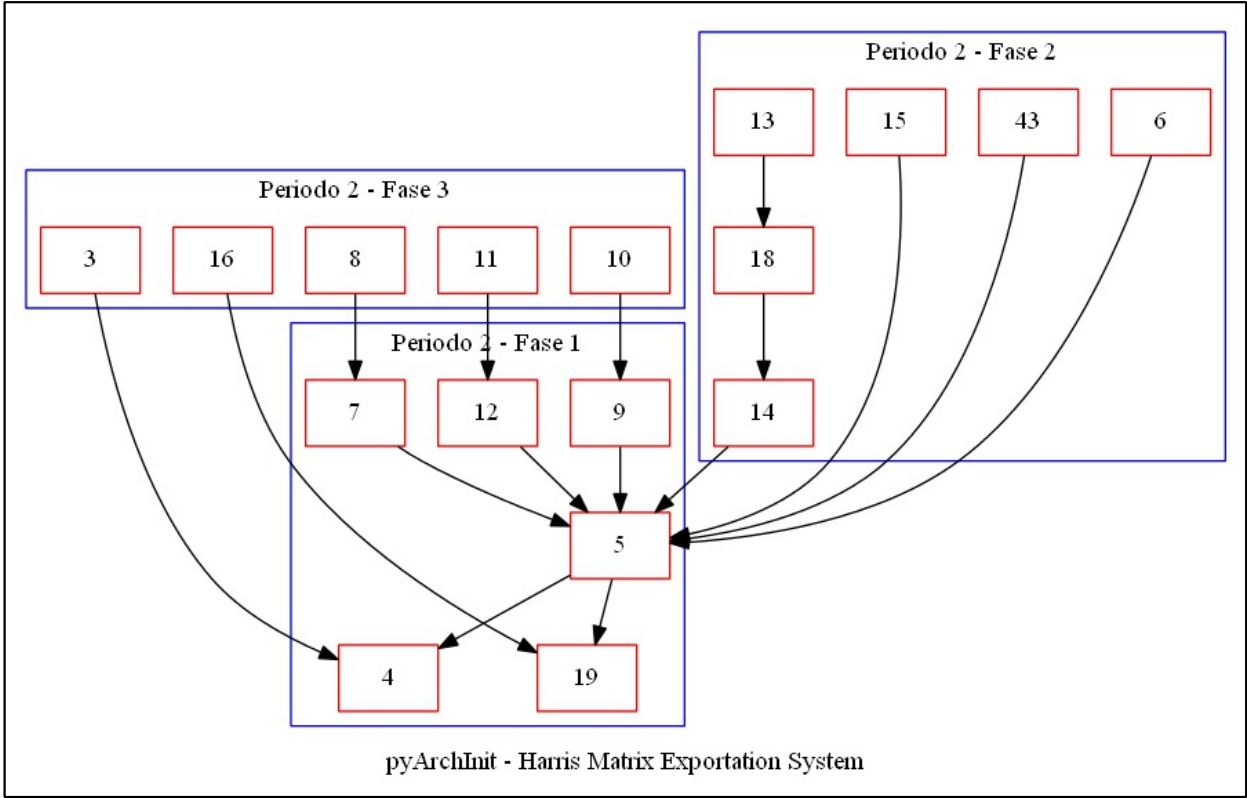 Periodo 2 - Fase 2
13 15 43 6
Periodo 2 - Fase 3
3 16 8 11 10
18
Periodo 2 - Fase 1
7 12 9
14
5
4 19
pyArchInit - Harris Matrix Exportation System